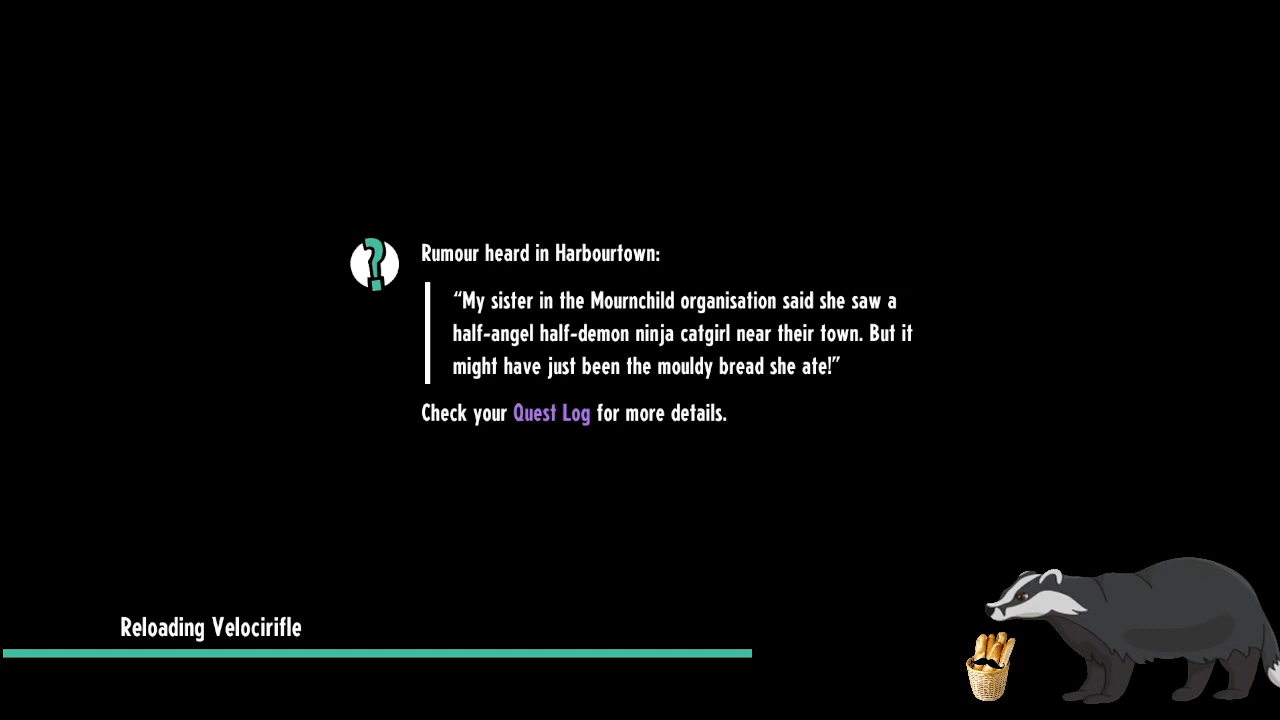 Rumour heard in Harbourtown:
“My sister in the Mournchild organisation said she saw a
half-angel half-demon ninja catgirl near their town. But it
might have just been the mouldy bread she ate!”
Check your Quest Log for more details.
Reloading Velocirifle